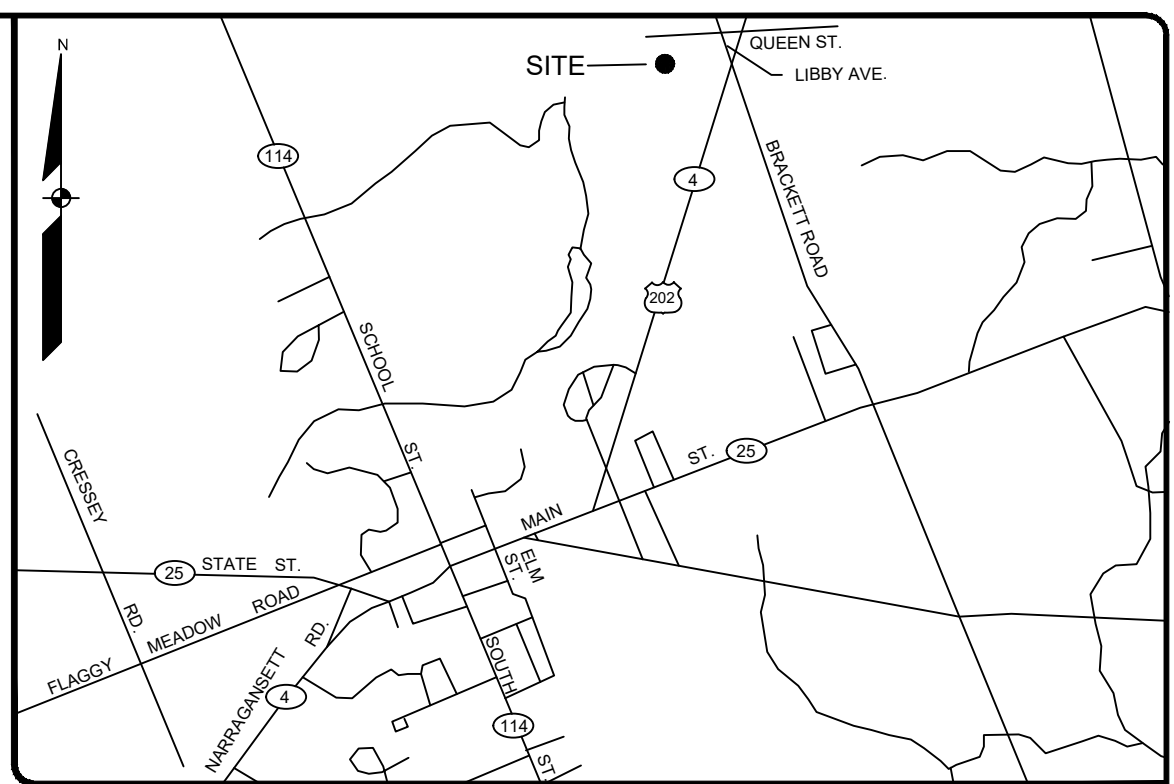 N
QUEEN ST.
SITE
LIBBY AVE.
114
BRACKETT ROAD
4
202
SCHOOL ST.
CRESSEY RD.
ST.
25
MAIN
ELM ST.
25
STATE ST.
FLAGGY MEADOW ROAD
NARRAGANSETT RD.
4
SOUTH ST.
114